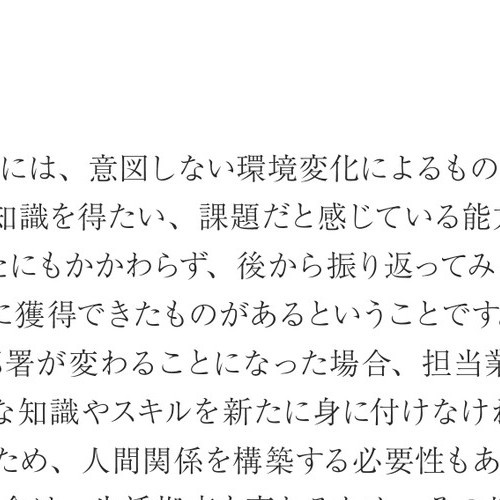 には、意図しない環境変化によるもの
知識を得たい、課題だと感じている能
にもかかわらず、後から振り返ってみ
に獲得できたものがあるということです
署が変わることになった場合、担当業
な知識やスキルを新たに身に付けなけ
ため、人間関係を構築する必要性もあ